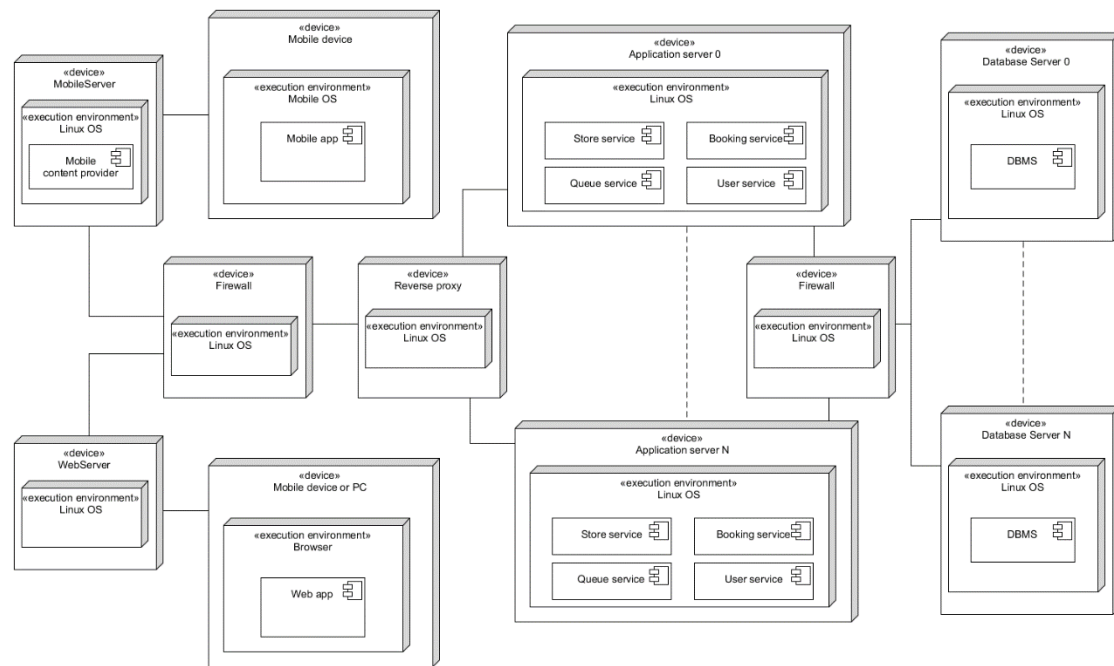 «device»
MobileServer
«execution environment»
Linux OS
Mobile
content provider
«device»
Mobile device
«execution environment»
Mobile OS
Mobile app
«device»
Application server 0
«execution environment»
Linux OS
Store service
Booking service
Queue service
User service
«device»
Database Server 0
«execution environment»
Linux OS
DBMS
«device»
Firewall
«execution environment»
Linux OS
«device»
Reverse proxy
«execution environment»
Linux OS
«device»
Firewall
«execution environment»
Linux OS
«device»
WebServer
«execution environment»
Linux OS
«device»
Mobile device or PC
«execution environment»
Browser
Web app
«device»
Application server N
«execution environment»
Linux OS
Store service
Booking service
Queue service
User service
«device»
Database Server N
«execution environment»
Linux OS
DBMS